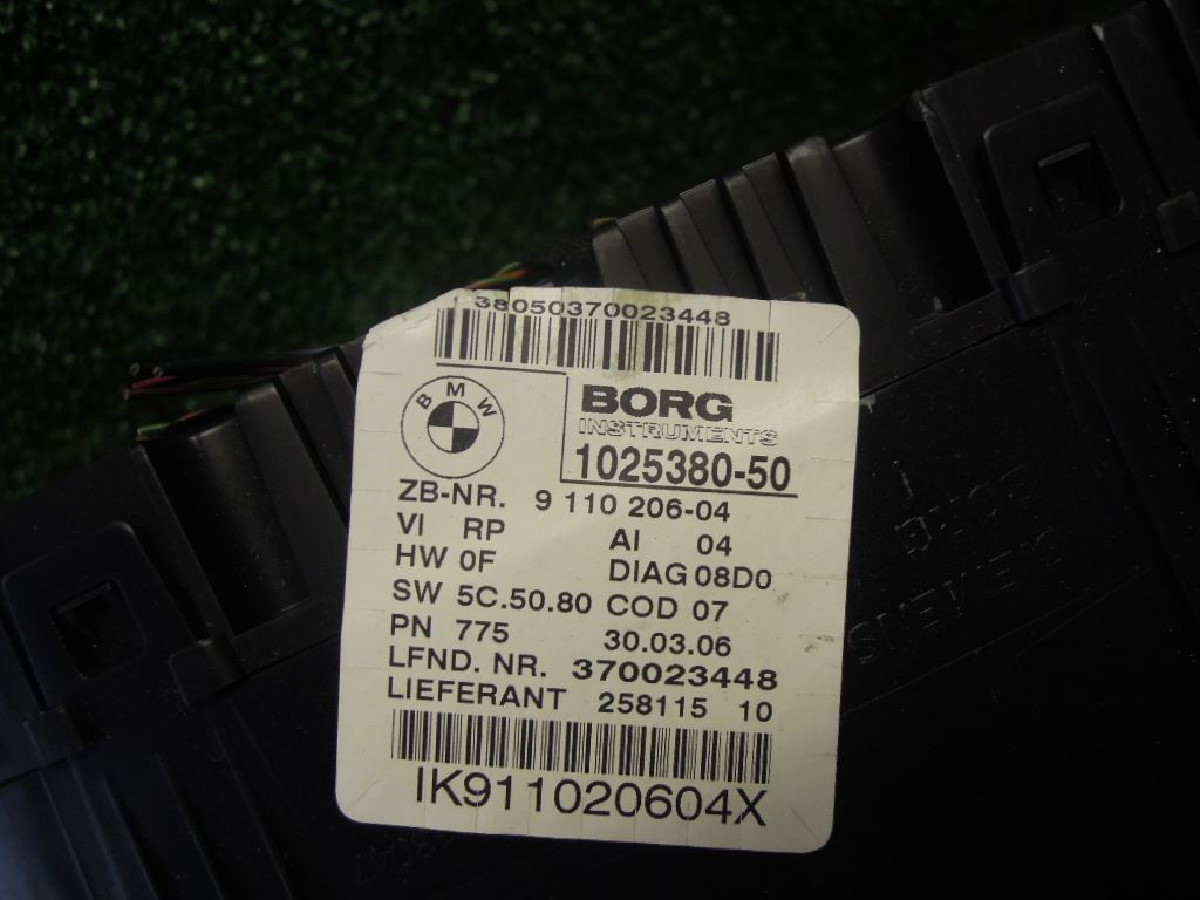 38050370023448
BMW
BORG
INSTRUMENTS
1025380-50
ZB-NR. 9 110 206-04
VI RP AI 04
HW 0F DIAG 08D0
SW 5C.50.80 COD 07
PN 775 30.03.06
LFND. NR. 370023448
LIEFERANT 258115 10
IK911020604X
SIEMENS